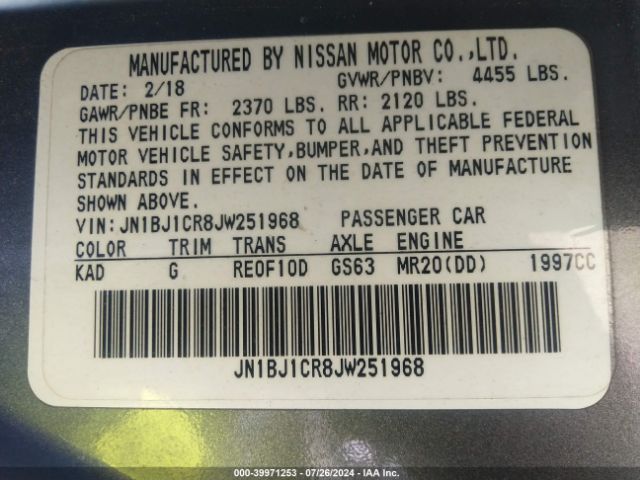 MANUFACTURED BY NISSAN MOTOR CO.,LTD.
DATE: 2/18 GVWR/PNBV: 4455 LBS.
GAWR/PNBE FR: 2370 LBS. RR: 2120 LBS.
THIS VEHICLE CONFORMS TO ALL APPLICABLE FEDERAL
MOTOR VEHICLE SAFETY,BUMPER,AND THEFT PREVENTION
STANDARDS IN EFFECT ON THE DATE OF MANUFACTURE
SHOWN ABOVE.
VIN:JN1BJ1CR8JW251968 PASSENGER CAR
COLOR TRIM TRANS AXLE ENGINE
KAD G RE0F10D GS63 MR20(DD) 1997CC
JN1BJ1CR8JW251968
000-39971253 - 07/26/2024 - IAA Inc.